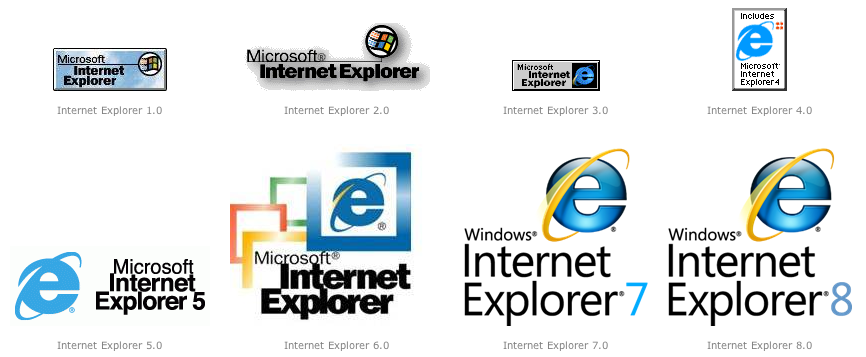 Microsoft
Internet
Explorer
Internet Explorer 1.0
Microsoft®
Internet Explorer
Internet Explorer 2.0
Microsoft
Internet
Explorer
Internet Explorer 3.0
Includes
Microsoft
Internet
Explorer4
Internet Explorer 4.0
®
Microsoft
Internet
Explorer 5
Internet Explorer 5.0
®
Microsoft®
Internet
Explorer
Internet Explorer 6.0
®
Windows®
Internet
Explorer®7
Internet Explorer 7.0
®
Windows®
Internet
Explorer®8
Internet Explorer 8.0